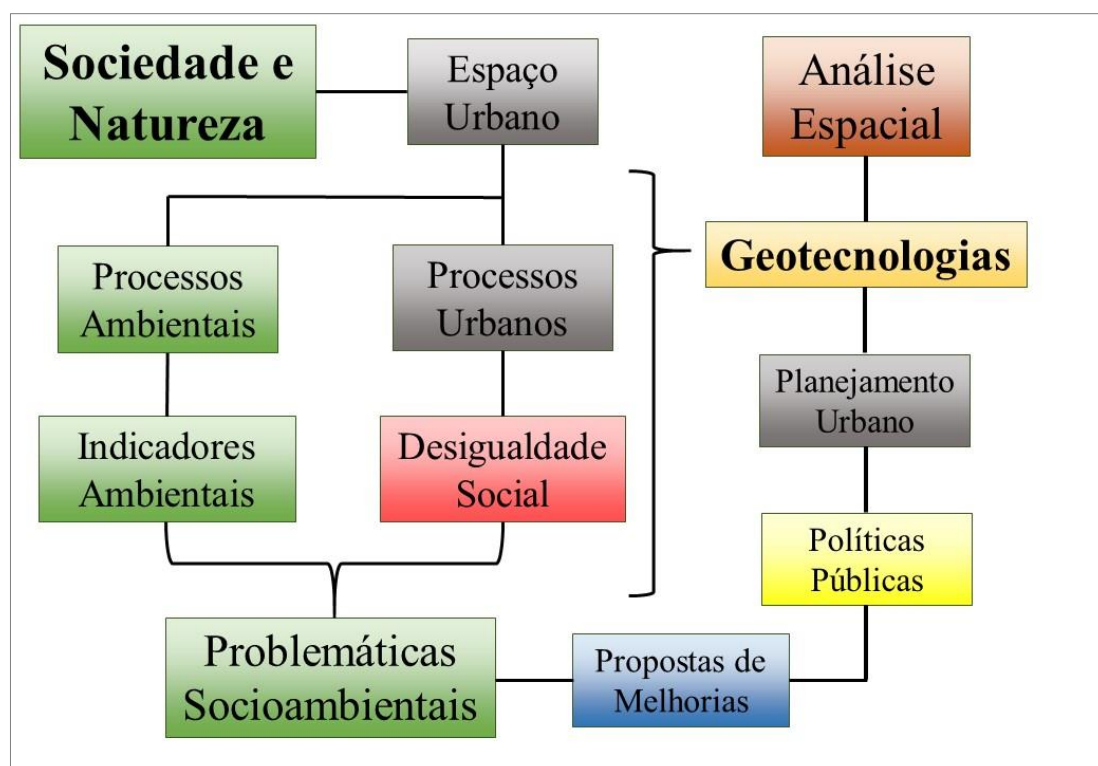 Sociedade e
Natureza
Espaço
Urbano
Análise
Espacial
Geotecnologias
Processos
Ambientais
Processos
Urbanos
Planejamento
Urbano
Indicadores
Ambientais
Desigualdade
Social
Políticas
Públicas
Problemáticas
Socioambientais
Propostas de
Melhorias